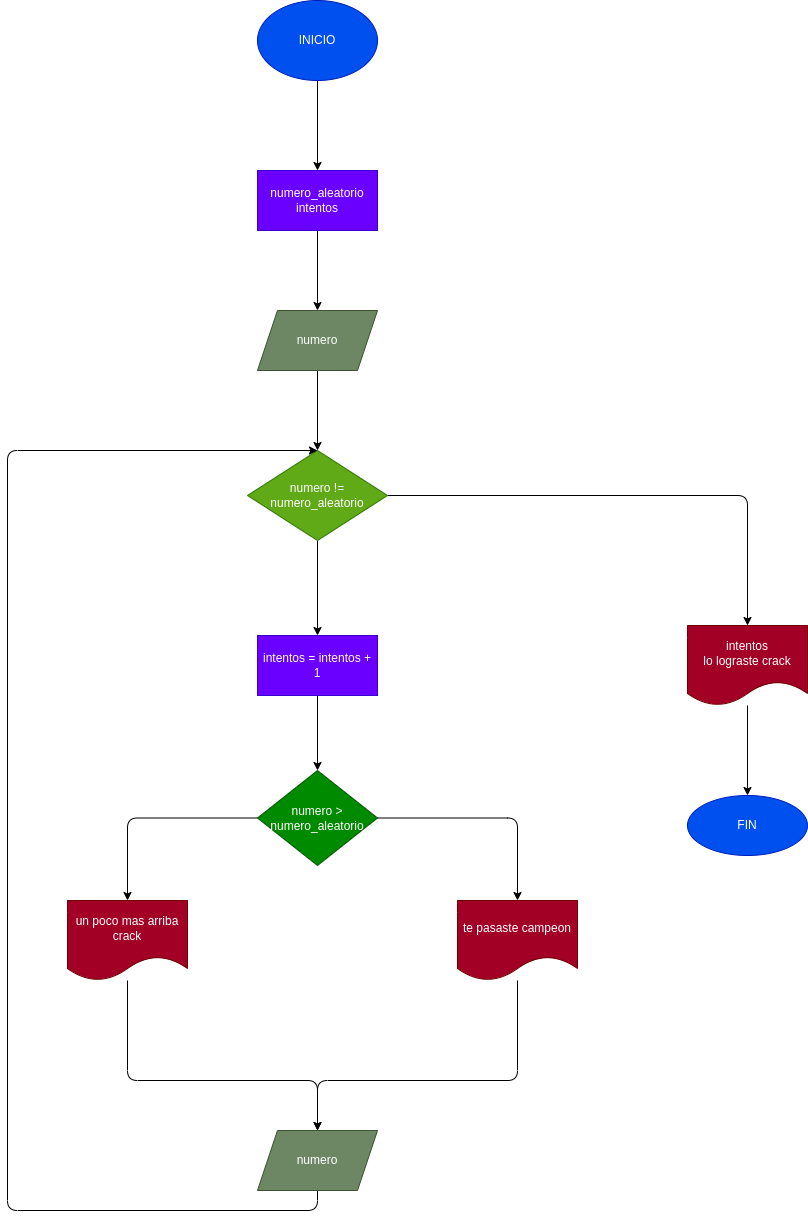 INICIO
numero_aleatorio
intentos
numero
numero !=
numero_aleatorio
intentos = intentos +
1
intentos
lo lograste crack
numero >
numero_aleatorio
FIN
un poco mas arriba
crack
te pasaste campeon
numero